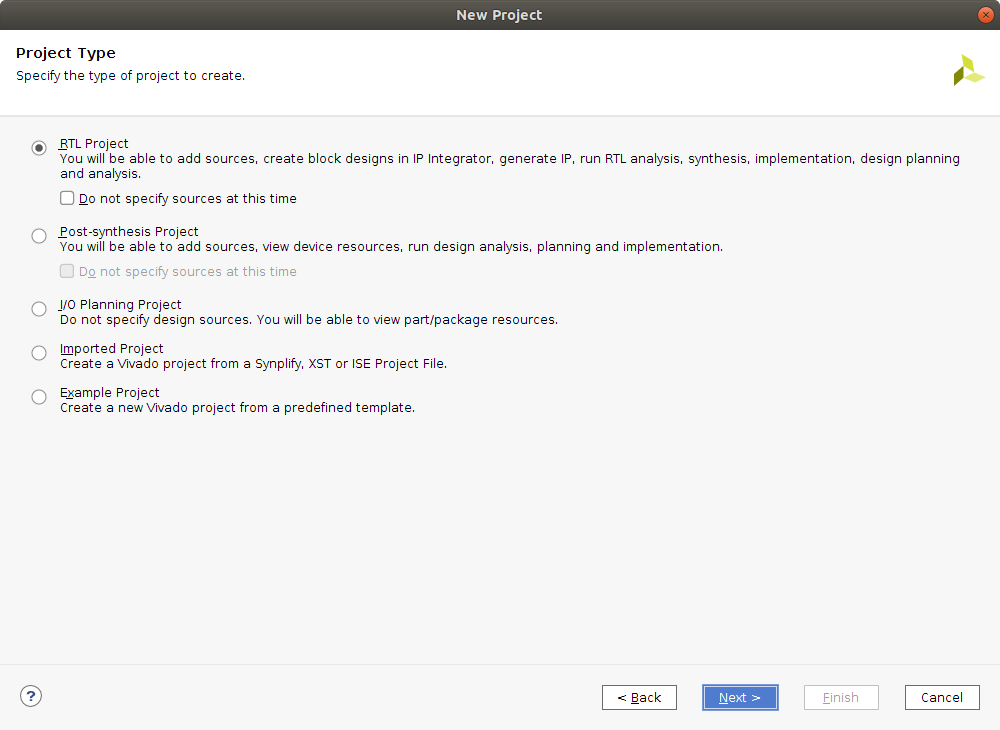 New Project
Project Type
Specify the type of project to create.
RTL Project
You will be able to add sources, create block designs in IP Integrator, generate IP, run RTL analysis, synthesis, implementation, design planning
and analysis.
Do not specify sources at this time
Post-synthesis Project
You will be able to add sources, view device resources, run design analysis, planning and implementation.
Do not specify sources at this time
I/O Planning Project
Do not specify design sources. You will be able to view part/package resources.
Imported Project
Create a Vivado project from a Synplify, XST or ISE Project File.
Example Project
Create a new Vivado project from a predefined template.
? < Back Next > Finish Cancel